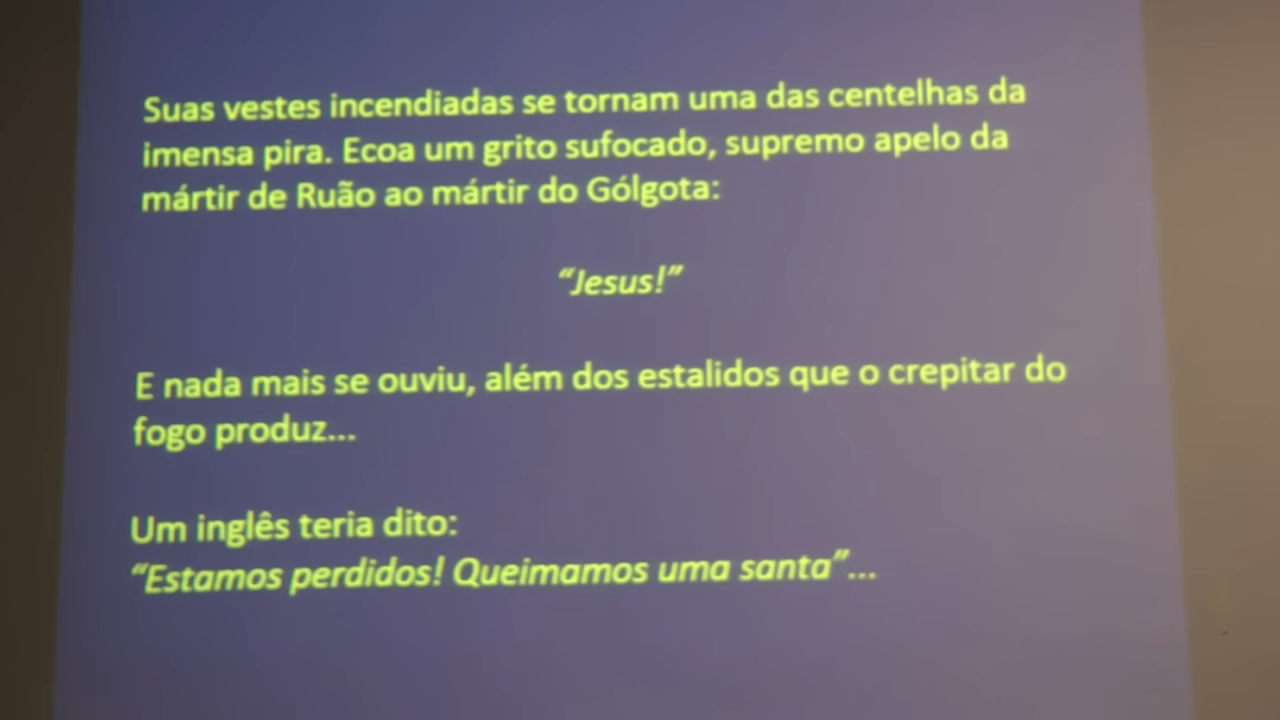 Suas vestes incendiadas se tornam uma das centelhas da
imensa pira. Ecoa um grito sufocado, supremo apelo da
mártir de Ruão ao mártir do Gólgota:
“Jesus!”
E nada mais se ouviu, além dos estalidos que o crepitar do
fogo produz...
Um inglês teria dito:
“Estamos perdidos! Queimamos uma santa”...